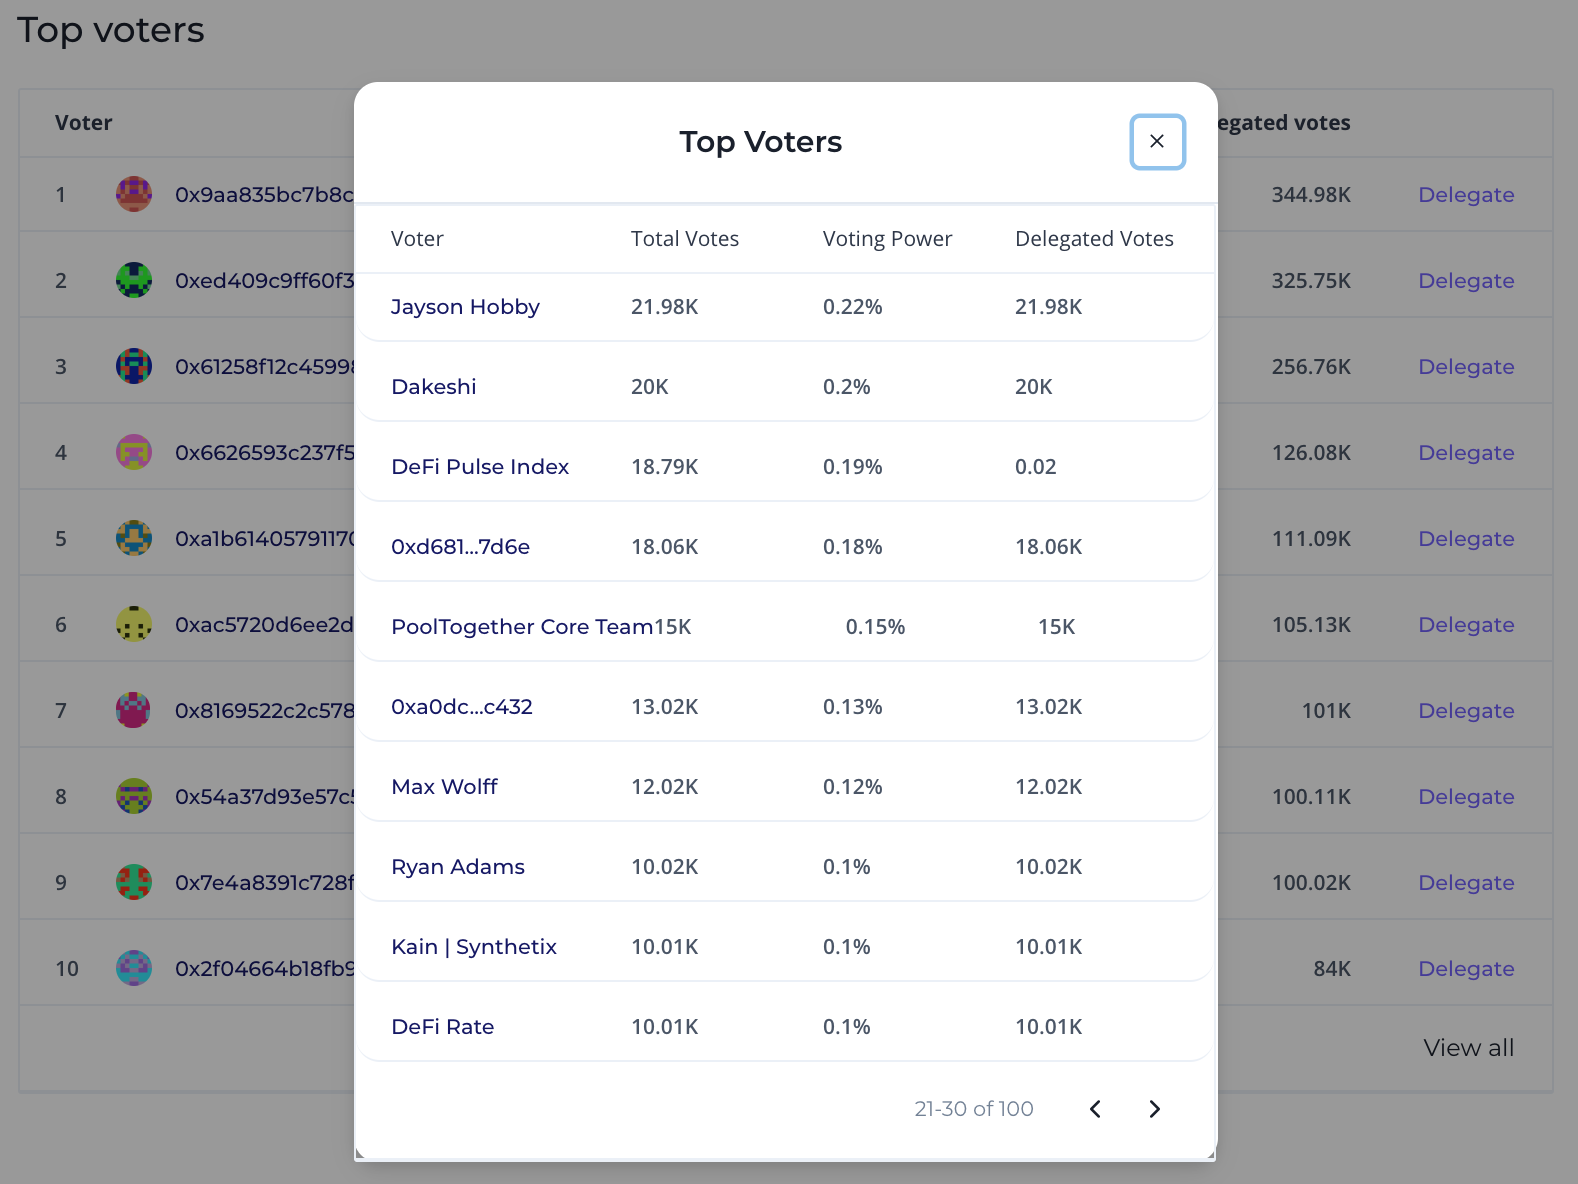 Top voters
Voter
egated votes
1 0x9aa835bc7b8c 344.98K Delegate
2 0xed409c9ff60f3 325.75K Delegate
3 0x61258f12c4599 256.76K Delegate
4 0x6626593c237f5 126.08K Delegate
5 0xa1b6140579117 111.09K Delegate
6 0xac5720d6ee2d 105.13K Delegate
7 0x8169522c2c578 101K Delegate
8 0x54a37d93e57c 100.11K Delegate
9 0x7e4a8391c728f 100.02K Delegate
10 0x2f04664b18fb9 84K Delegate
View all
Top Voters
Voter Total Votes Voting Power Delegated Votes
Jayson Hobby 21.98K 0.22% 21.98K
Dakeshi 20K 0.2% 20K
DeFi Pulse Index 18.79K 0.19% 0.02
0xd681...7d6e 18.06K 0.18% 18.06K
PoolTogether Core Team15K 0.15% 15K
0xa0dc...c432 13.02K 0.13% 13.02K
Max Wolff 12.02K 0.12% 12.02K
Ryan Adams 10.02K 0.1% 10.02K
Kain | Synthetix 10.01K 0.1% 10.01K
DeFi Rate 10.01K 0.1% 10.01K
21-30 of 100